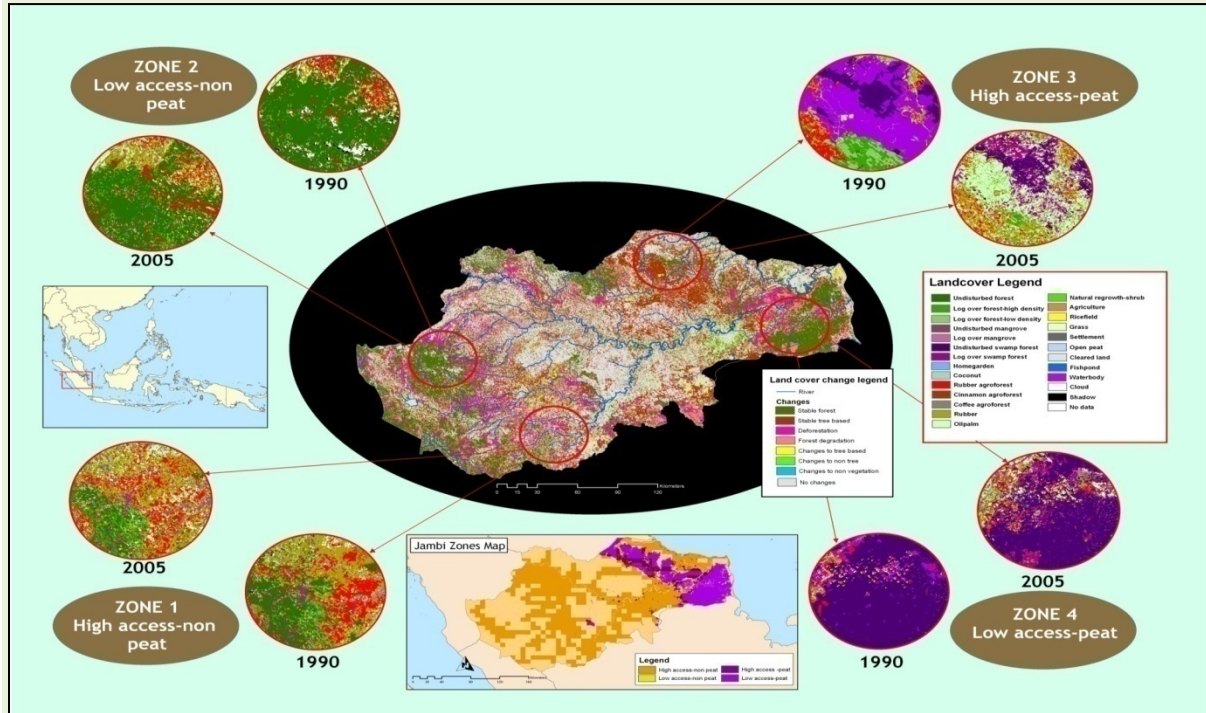 ZONE 2
Low access-non
peat
1990
2005
ZONE 3
High access-peat
1990
2005
Landcover Legend
Undisturbed forest
Log over forest-high density
Log over forest-low density
Undisturbed mangrove
Log over mangrove
Undisturbed swamp forest
Log over swamp forest
Homegarden
Coconut
Rubber agroforest
Cinnamon agroforest
Coffee agroforest
Rubber
Oilpalm
Natural regrowth-shrub
Agriculture
Ricefield
Grass
Settlement
Open peat
Cleared land
Fishpond
Waterbody
Cloud
Shadow
No data
Land cover change legend
River
Changes
Stable forest
Stable tree based
Deforestation
Forest degradation
Changes to tree based
Changes to non tree
Changes to non vegetation
No changes
Kilometers
0 15 30 60 90 120
2005
ZONE 1
High access-non
peat
1990
Jambi Zones Map
Legend
High access-non peat
Low access-non peat
High access -peat
Low access-peat
1990
2005
ZONE 4
Low access-peat